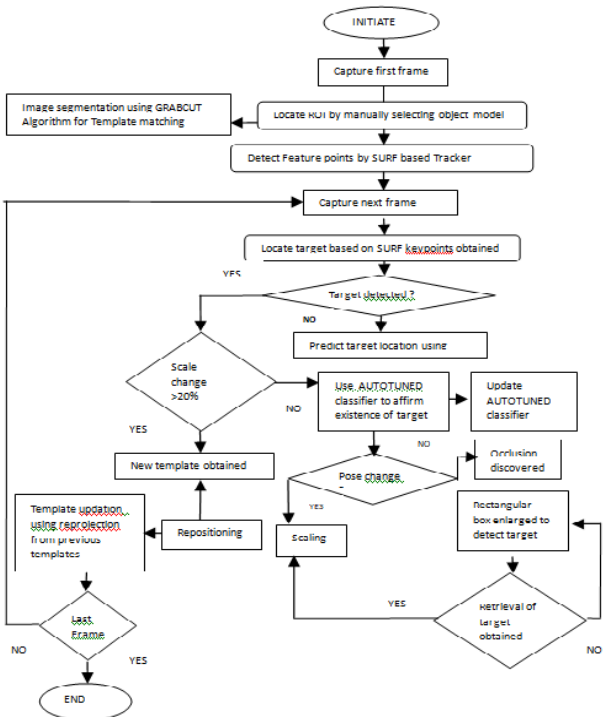 INITIATE
Capture first frame
Image segmentation using GRABCUT
Algorithm for Template matching
Locate ROI by manually selecting object model
Detect Feature points by SURF based Tracker
Capture next frame
Locate target based on SURF keypoints obtained
YES
Target detected ?
NO
Predict target location using
Scale
change
>20%
NO
YES
Use AUTOTUNED
classifier to affirm
existence of target
Update
AUTOTUNED
classifier
NO
Occlusion
discovered
Pose change
YES
New template obtained
Template updation
using reprojection
from previous
templates
Repositioning
Scaling
Rectangular
box enlarged to
detect target
YES
Retrieval of
target
obtained
NO
Last
Frame
NO
YES
END